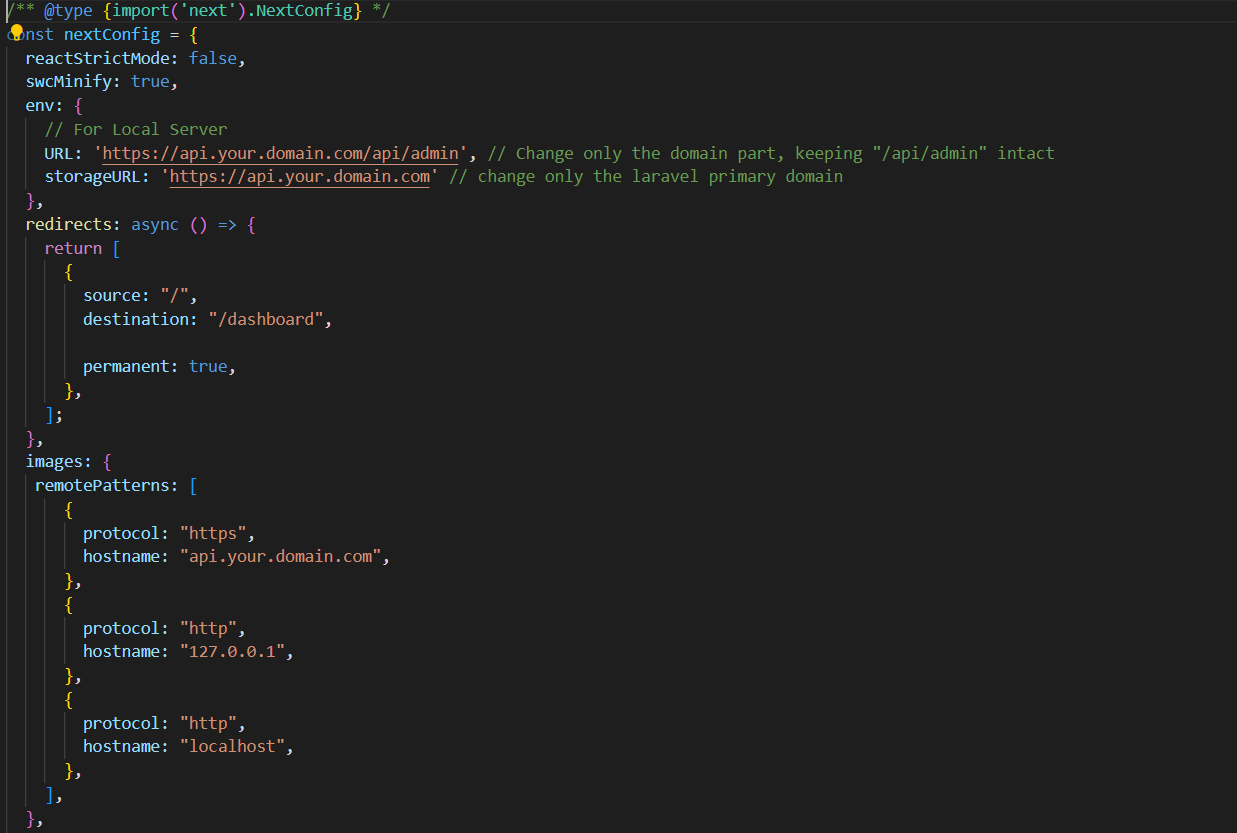 /** @type {import('next').NextConfig} */
const nextConfig = {
  reactStrictMode: false,
  swcMinify: true,
  env: {
    // For Local Server
    URL: 'https://api.your.domain.com/api/admin', // Change only the domain part, keeping "/api/admin" intact
    storageURL: 'https://api.your.domain.com' // change only the laravel primary domain
  },
  redirects: async () => {
    return [
      {
        source: "/",
        destination: "/dashboard",

        permanent: true,
      },
    ];
  },
  images: {
   remotePatterns: [
      {
        protocol: "https",
        hostname: "api.your.domain.com",
      },
      {
        protocol: "http",
        hostname: "127.0.0.1",
      },
      {
        protocol: "http",
        hostname: "localhost",
      },
    ],
  },